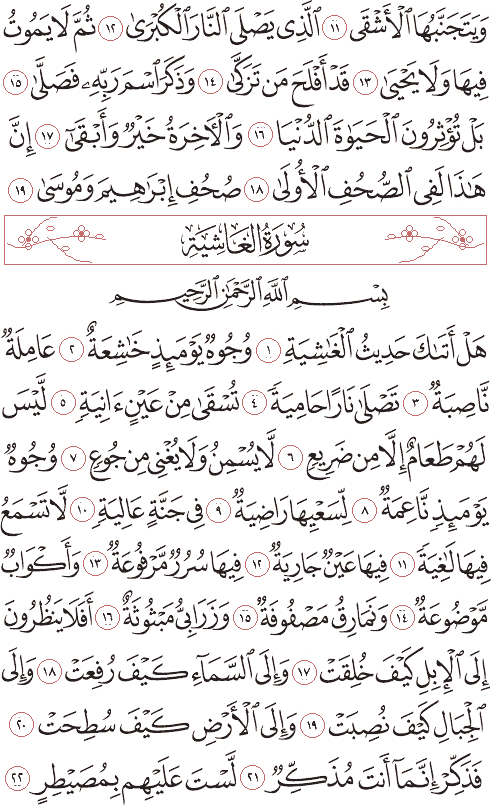 وَيَتَجَنَّبُهَا ٱلْأَشْقَى ١١ ٱلَّذِى يَصْلَى ٱلنَّارَ ٱلْكُبْرَىٰ ١٢ ثُمَّ لَا يَمُوتُ
فِيهَا وَلَا يَحْيَىٰ ١٣ قَدْ أَفْلَحَ مَن تَزَكَّىٰ ١٤ وَذَكَرَ ٱسْمَ رَبِّهِۦ فَصَلَّىٰ ١٥
بَلْ تُؤْثِرُونَ ٱلْحَيَوٰةَ ٱلدُّنْيَا ١٦ وَٱلْـَٔاخِرَةُ خَيْرٌ وَأَبْقَىٰٓ ١٧ إِنَّ
هَـٰذَا لَفِى ٱلصُّحُفِ ٱلْأُولَىٰ ١٨ صُحُفِ إِبْرَٰهِيمَ وَمُوسَىٰ ١٩
سُورَةُ الغَاشِيَةِ
بِسْمِ ٱللَّهِ ٱلرَّحْمَـٰنِ ٱلرَّحِيمِ
هَلْ أَتَىٰكَ حَدِيثُ ٱلْغَـٰشِيَةِ ١ وُجُوهٌ يَوْمَئِذٍ خَـٰشِعَةٌ ٢ عَامِلَةٌ
نَّاصِبَةٌ ٣ تَصْلَىٰ نَارًا حَامِيَةً ٤ تُسْقَىٰ مِنْ عَيْنٍ ءَانِيَةٍ ٥ لَّيْسَ
لَهُمْ طَعَامٌ إِلَّا مِن ضَرِيعٍ ٦ لَّا يُسْمِنُ وَلَا يُغْنِى مِن جُوعٍ ٧ وُجُوهٌ
يَوْمَئِذٍ نَّاعِمَةٌ ٨ لِّسَعْيِهَا رَاضِيَةٌ ٩ فِى جَنَّةٍ عَالِيَةٍ ١٠ لَّا تَسْمَعُ
فِيهَا لَـٰغِيَةً ١١ فِيهَا عَيْنٌ جَارِيَةٌ ١٢ فِيهَا سُرُرٌ مَّرْفُوعَةٌ ١٣ وَأَكْوَابٌ
مَّوْضُوعَةٌ ١٤ وَنَمَارِقُ مَصْفُوفَةٌ ١٥ وَزَرَابِىُّ مَبْثُوثَةٌ ١٦ أَفَلَا يَنظُرُونَ
إِلَى ٱلْإِبِلِ كَيْفَ خُلِقَتْ ١٧ وَإِلَى ٱلسَّمَآءِ كَيْفَ رُفِعَتْ ١٨ وَإِلَى
ٱلْجِبَالِ كَيْفَ نُصِبَتْ ١٩ وَإِلَى ٱلْأَرْضِ كَيْفَ سُطِحَتْ ٢٠
فَذَكِّرْ إِنَّمَآ أَنتَ مُذَكِّرٌ ٢١ لَّسْتَ عَلَيْهِم بِمُصَيْطِرٍ ٢٢